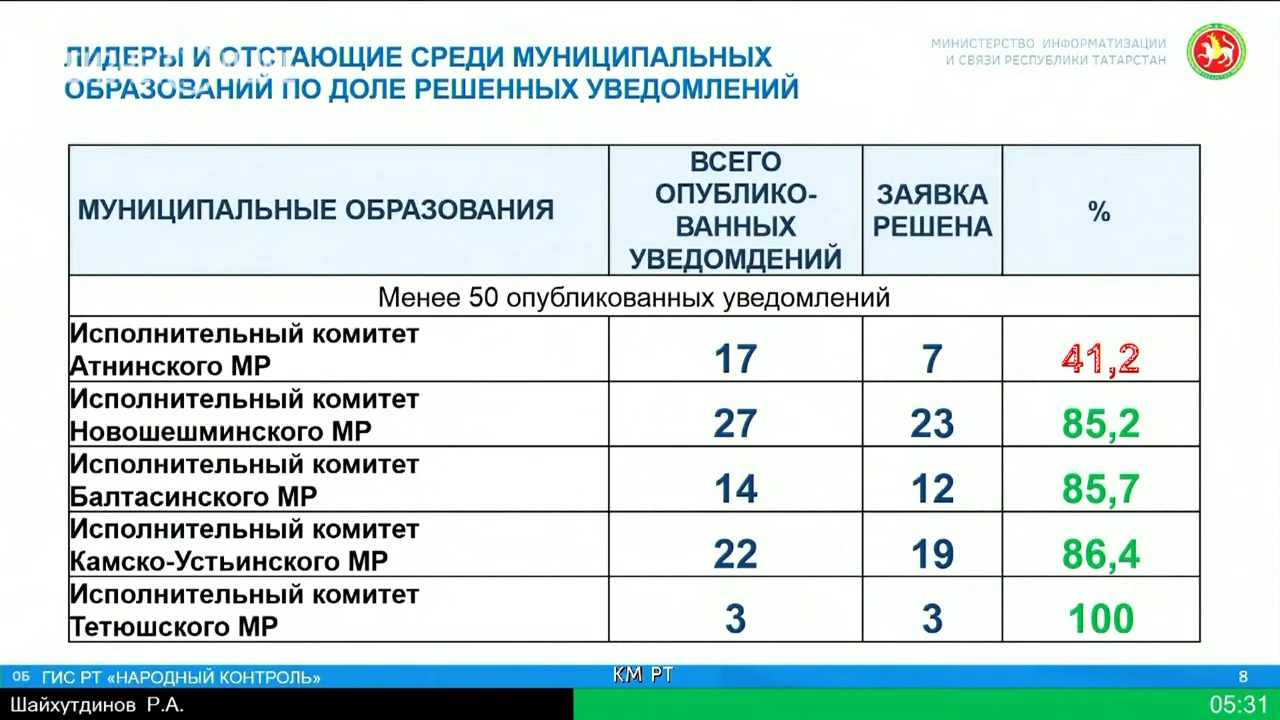 ЛИДЕРЫ И ОТСТАЮЩИЕ СРЕДИ МУНИЦИПАЛЬНЫХ
ОБРАЗОВАНИЙ ПО ДОЛЕ РЕШЕННЫХ УВЕДОМЛЕНИЙ
МИНИСТЕРСТВО ИНФОРМАТИЗАЦИИ
И СВЯЗИ РЕСПУБЛИКИ ТАТАРСТАН
МУНИЦИПАЛЬНЫЕ ОБРАЗОВАНИЯ
ВСЕГО
ОПУБЛИКО-
ВАННЫХ
УВЕДОМДЕНИЙ
ЗАЯВКА
РЕШЕНА
%
Менее 50 опубликованных уведомлений
Исполнительный комитет
Атнинского МР
17
7
41,2
Исполнительный комитет
Новошешминского МР
27
23
85,2
Исполнительный комитет
Балтасинского МР
14
12
85,7
Исполнительный комитет
Камско-Устьинского МР
22
19
86,4
Исполнительный комитет
Тетюшского МР
3
3
100
ОБ ГИС РТ «НАРОДНЫЙ КОНТРОЛЬ»
КМ РТ
8
Шайхутдинов Р.А.
05:31